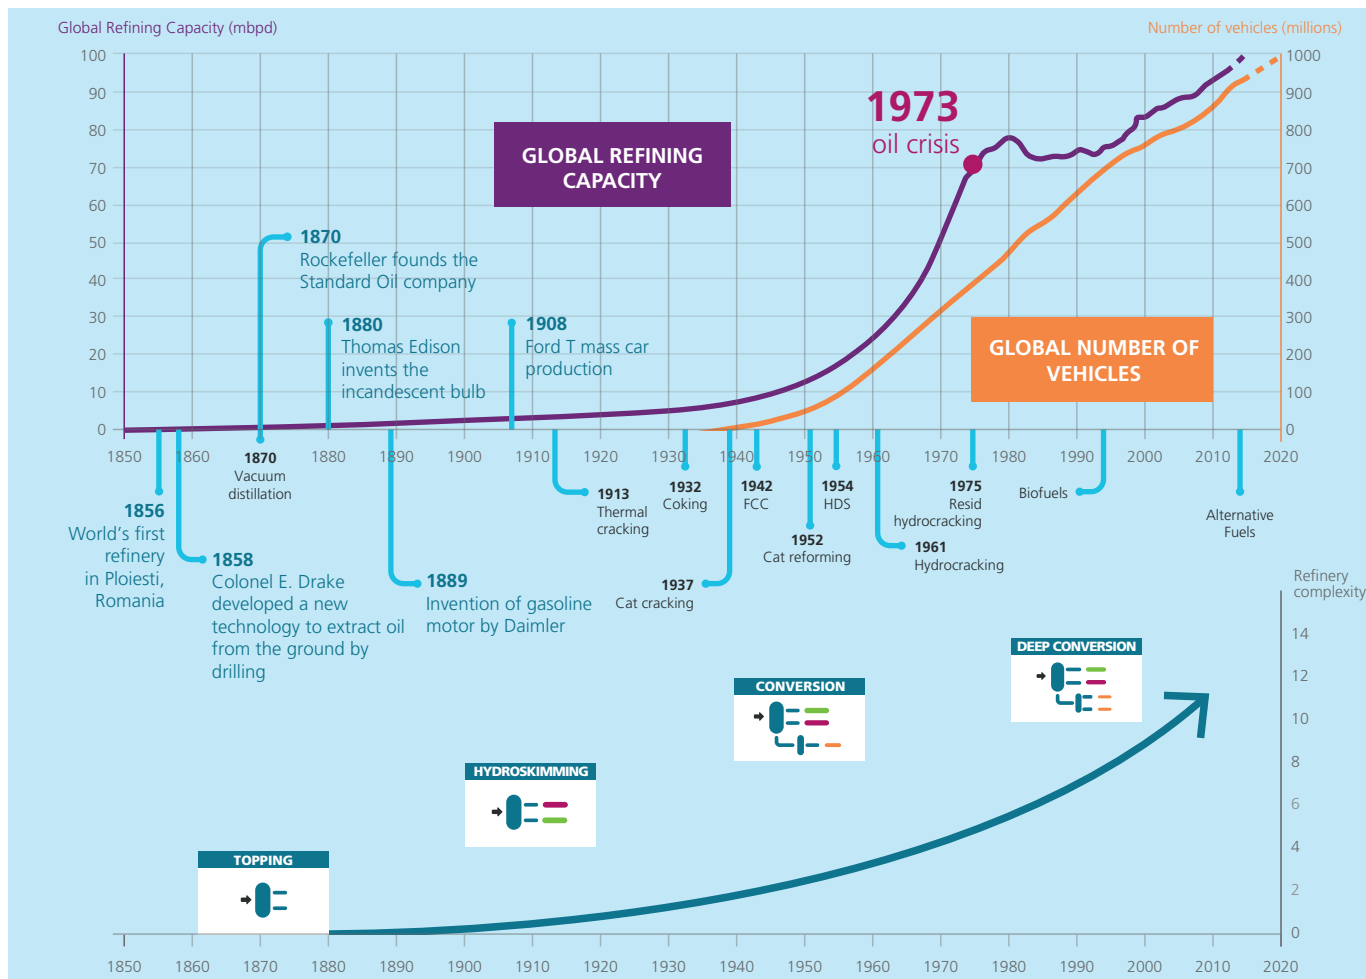 Global Refining Capacity (mbpd)
Number of vehicles (millions)
100
90
80
70
60
50
40
30
20
10
0
1000
900
800
700
600
500
400
300
200
100
0
1973
oil crisis
GLOBAL REFINING
CAPACITY
GLOBAL NUMBER OF
VEHICLES
1870
Rockefeller founds the
Standard Oil company
1880
Thomas Edison
invents the
incandescent bulb
1908
Ford T mass car
production
1850
1860
1870
1880
1890
1900
1910
1920
1930
1940
1950
1960
1970
1980
1990
2000
2010
2020
1856
World's first
refinery
in Ploiesti,
Romania
1858
Colonel E. Drake
developed a new
technology to extract oil
from the ground by
drilling
1870
Vacuum
distillation
1889
Invention of gasoline
motor by Daimler
1913
Thermal
cracking
1932
Coking
1937
Cat cracking
1942
FCC
1952
Cat reforming
1954
HDS
1961
Hydrocracking
1975
Resid
hydrocracking
Biofuels
Alternative
Fuels
Refinery
complexity
14
12
10
8
6
4
2
0
TOPPING
HYDROSKIMMING
CONVERSION
DEEP CONVERSION
1850
1860
1870
1880
1890
1900
1910
1920
1930
1940
1950
1960
1970
1980
1990
2000
2010
2020